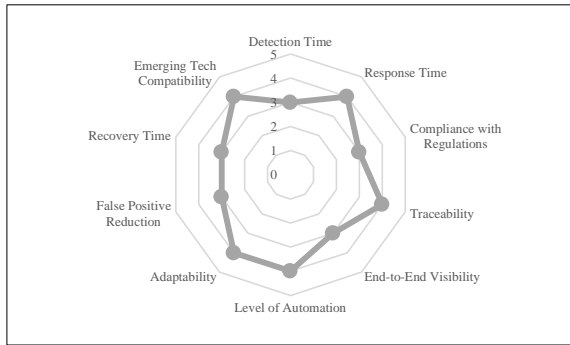 Detection Time
Emerging Tech
Compatibility
Response Time
5
4
3
2
1
0
Recovery Time
Compliance with
Regulations
False Positive
Reduction
Traceability
Adaptability
End-to-End Visibility
Level of Automation